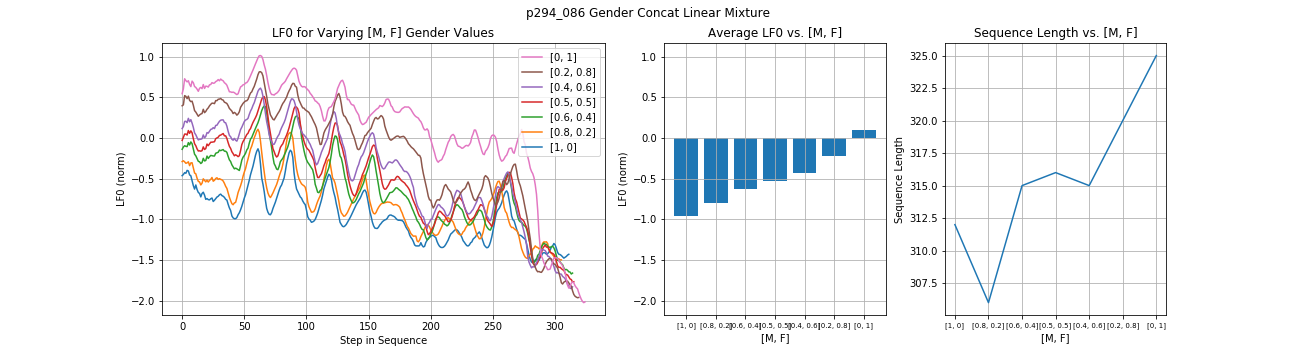 p294_086 Gender Concat Linear Mixture
LF0 for Varying [M, F] Gender Values
LF0 (norm)
1.0
0.5
0.0
−0.5
−1.0
−1.5
−2.0
0 50 100 150 200 250 300
Step in Sequence
[0, 1]
[0.2, 0.8]
[0.4, 0.6]
[0.5, 0.5]
[0.6, 0.4]
[0.8, 0.2]
[1, 0]
Average LF0 vs. [M, F]
LF0 (norm)
1.0
0.5
0.0
−0.5
−1.0
−1.5
−2.0
[1, 0] [0.8, 0.2] [0.6, 0.4] [0.5, 0.5] [0.4, 0.6] [0.2, 0.8] [0, 1]
[M, F]
Sequence Length vs. [M, F]
Sequence Length
325.0
322.5
320.0
317.5
315.0
312.5
310.0
307.5
[1, 0] [0.8, 0.2] [0.6, 0.4] [0.5, 0.5] [0.4, 0.6] [0.2, 0.8] [0, 1]
[M, F]